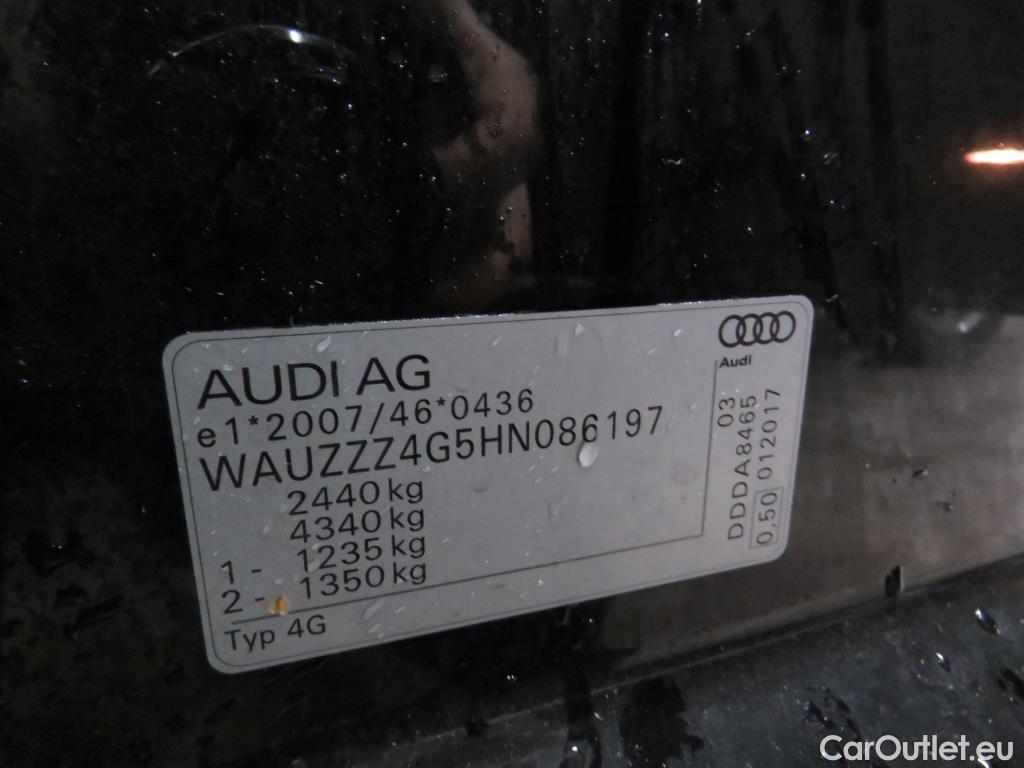 AUDI AG
e1*2007/46*0436
WAUZZZ4G5HN086197
2440 kg
4340 kg
1 - 1235 kg
2 - 1350 kg
Typ 4G
Audi
03
DDDA8465
0,50 012017
CarOutlet.eu